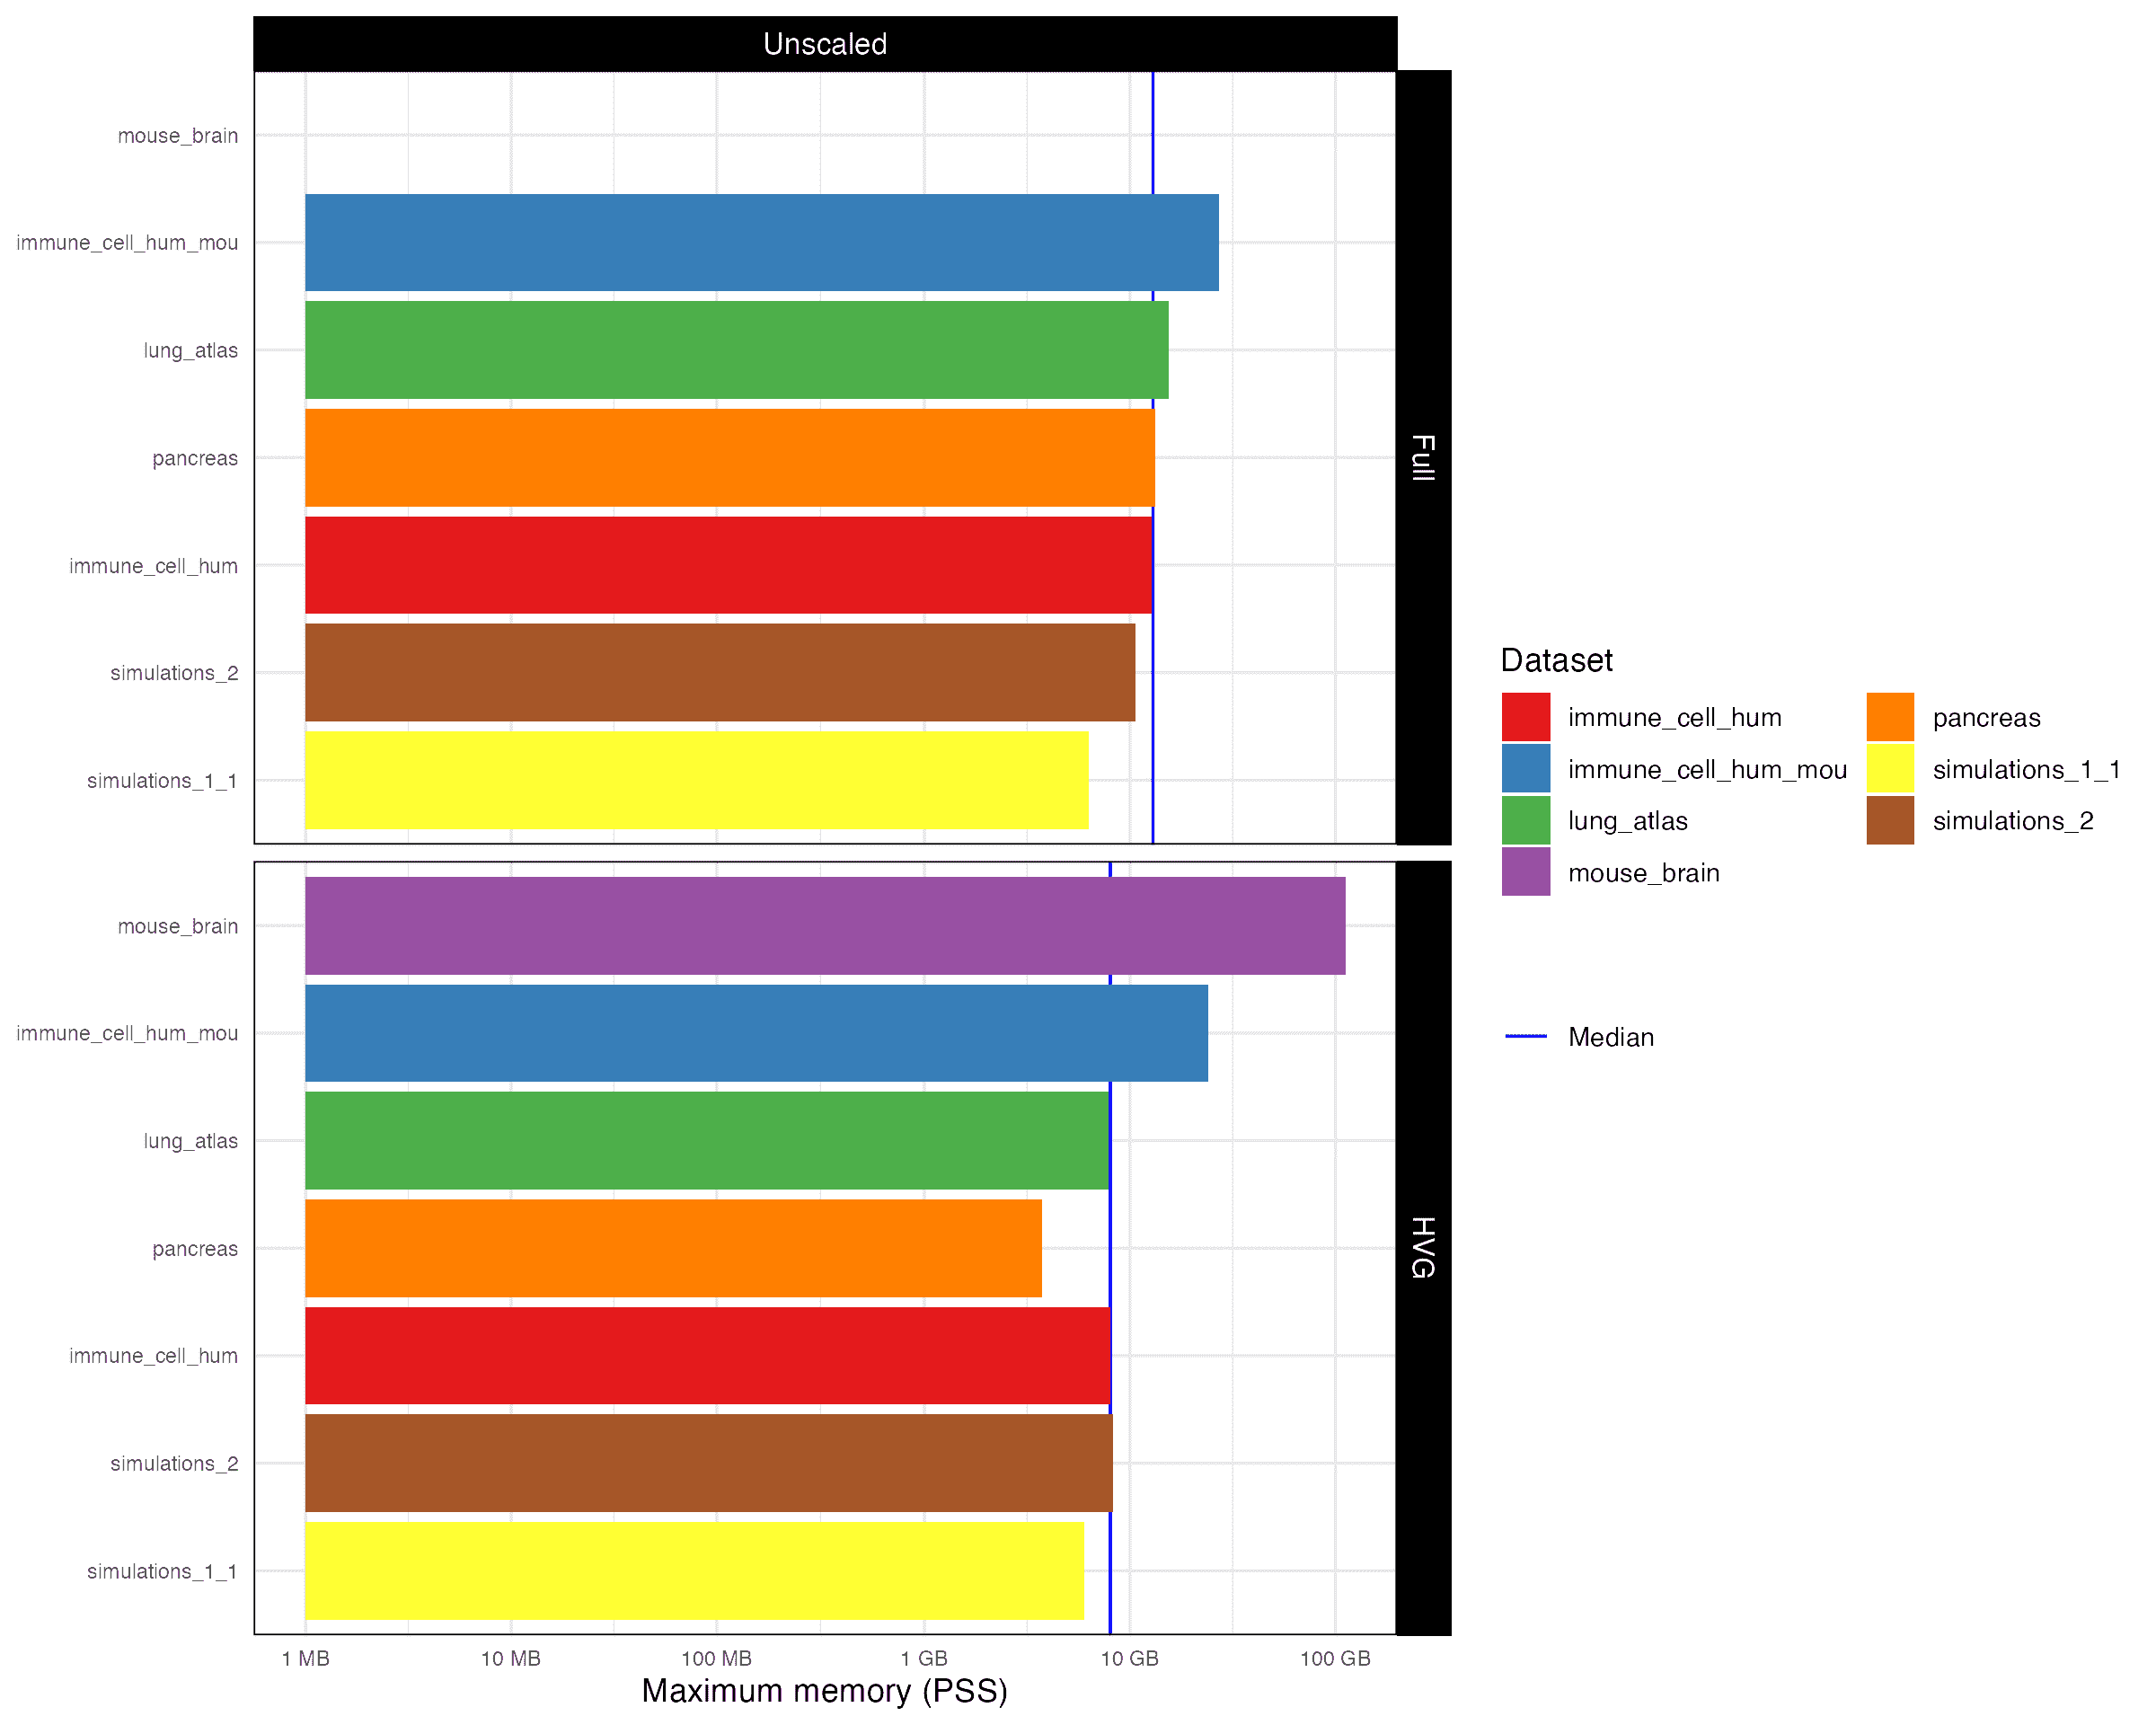 Unscaled
mouse_brain
immune_cell_hum_mou
lung_atlas
pancreas
immune_cell_hum
simulations_2
simulations_1_1
Full
mouse_brain
immune_cell_hum_mou
lung_atlas
pancreas
immune_cell_hum
simulations_2
simulations_1_1
HVG
1 MB 10 MB 100 MB 1 GB 10 GB 100 GB
Maximum memory (PSS)
Dataset
immune_cell_hum
immune_cell_hum_mou
lung_atlas
mouse_brain
pancreas
simulations_1_1
simulations_2
Median